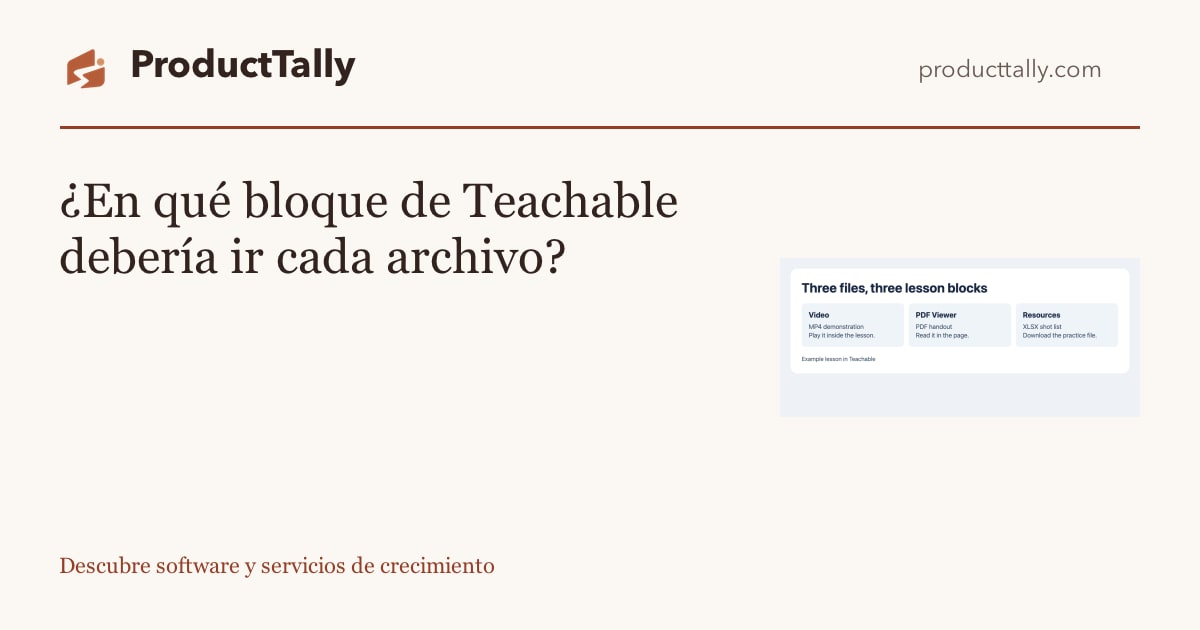 ProductTally
producttally.com
¿En qué bloque de Teachable
debería ir cada archivo?
Three files, three lesson blocks
Video
MP4 demonstration
Play it inside the lesson.
PDF Viewer
PDF handout
Read it in the page.
Resources
XLSX shot list
Download the practice file.
Example lesson in Teachable
Descubre software y servicios de crecimiento